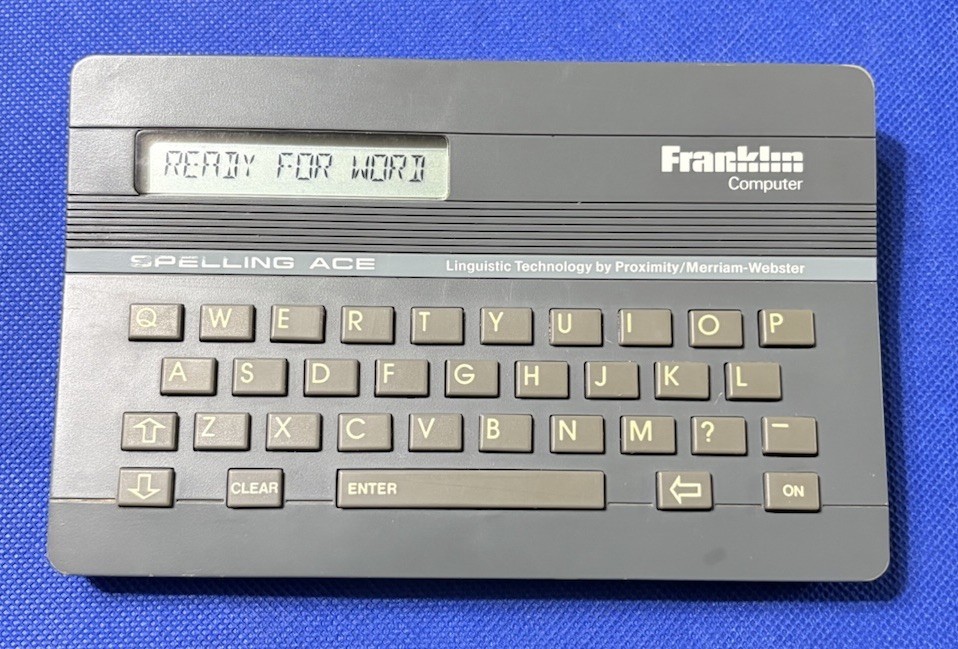 READY FOR WORD
Franklin
Computer
SPELLING ACE
Linguistic Technology by Proximity/Merriam-Webster
Q W E R T Y U I O P
A S D F G H J K L
Z X C V B N M ? -
CLEAR ENTER ON